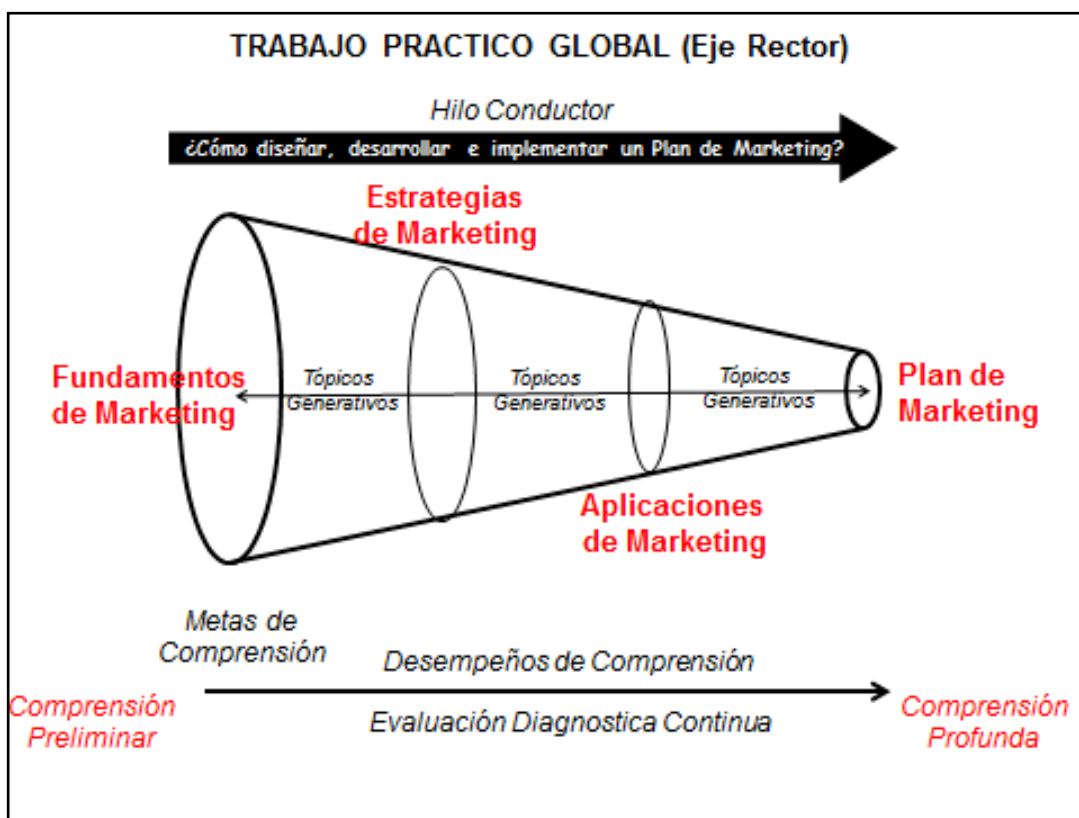 TRABAJO PRACTICO GLOBAL (Eje Rector)
Hilo Conductor
¿Cómo diseñar, desarrollar e implementar un Plan de Marketing?
Estrategias
de Marketing
Fundamentos
de Marketing
Tópicos
Generativos
Tópicos
Generativos
Tópicos
Generativos
Plan de
Marketing
Aplicaciones
de Marketing
Metas de
Comprensión
Desempeños de Comprensión
Comprensión
Preliminar
Evaluación Diagnostica Continua
Comprensión
Profunda